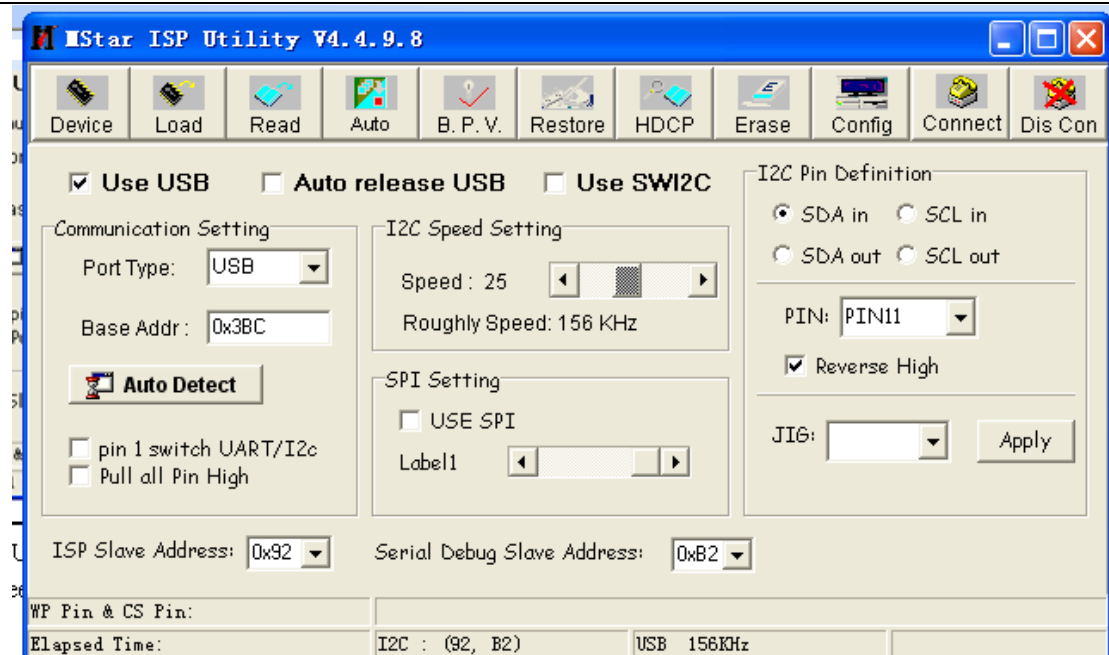 MStar ISP Utility V4.4.9.8
Device Load Read Auto B. P. V. Restore HDCP Erase Config Connect Dis Con
Use USB Auto release USB Use SWI2C
Communication Setting
Port Type: USB
Base Addr : 0x3BC
Auto Detect
pin 1 switch UART/I2c
Pull all Pin High
I2C Speed Setting
Speed : 25
Roughly Speed: 156 KHz
SPI Setting
USE SPI
Label1
I2C Pin Definition
SDA in SCL in
SDA out SCL out
PIN: PIN11
Reverse High
JIG: Apply
ISP Slave Address: 0x92 Serial Debug Slave Address: 0xB2
WP Pin & CS Pin:
Elapsed Time: I2C : (92, B2) USB 156KHz